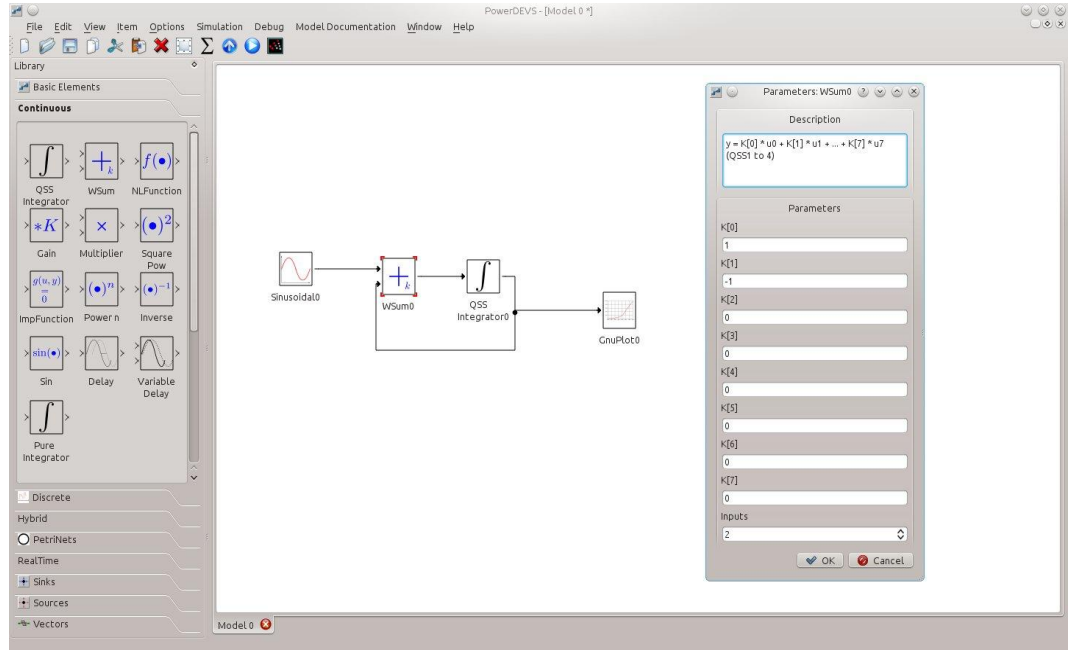 PowerDEVS - [Model 0 *]
File Edit View Item Options Simulation Debug Model Documentation Window Help
Library
Basic Elements
Continuous
QSS Integrator
WSum
NLFunction
Gain
Multiplier
Square Pow
ImpFunction
Power n
Inverse
Sin
Delay
Variable Delay
Pure Integrator
+k
f(•)
*K
×
(•)²
g(u, y) = 0
(•)ⁿ
(•)⁻¹
sin(•)
Discrete
Hybrid
PetriNets
RealTime
Sinks
Sources
Vectors
Sinusoidal0
+k
WSum0
QSS
Integrator0
GnuPlot0
Model 0
Parameters: WSum0
Description
y = K[0] * u0 + K[1] * u1 + ... + K[7] * u7
(QSS1 to 4)
Parameters
K[0]
1
K[1]
-1
K[2]
0
K[3]
0
K[4]
0
K[5]
0
K[6]
0
K[7]
0
Inputs
2
OK Cancel